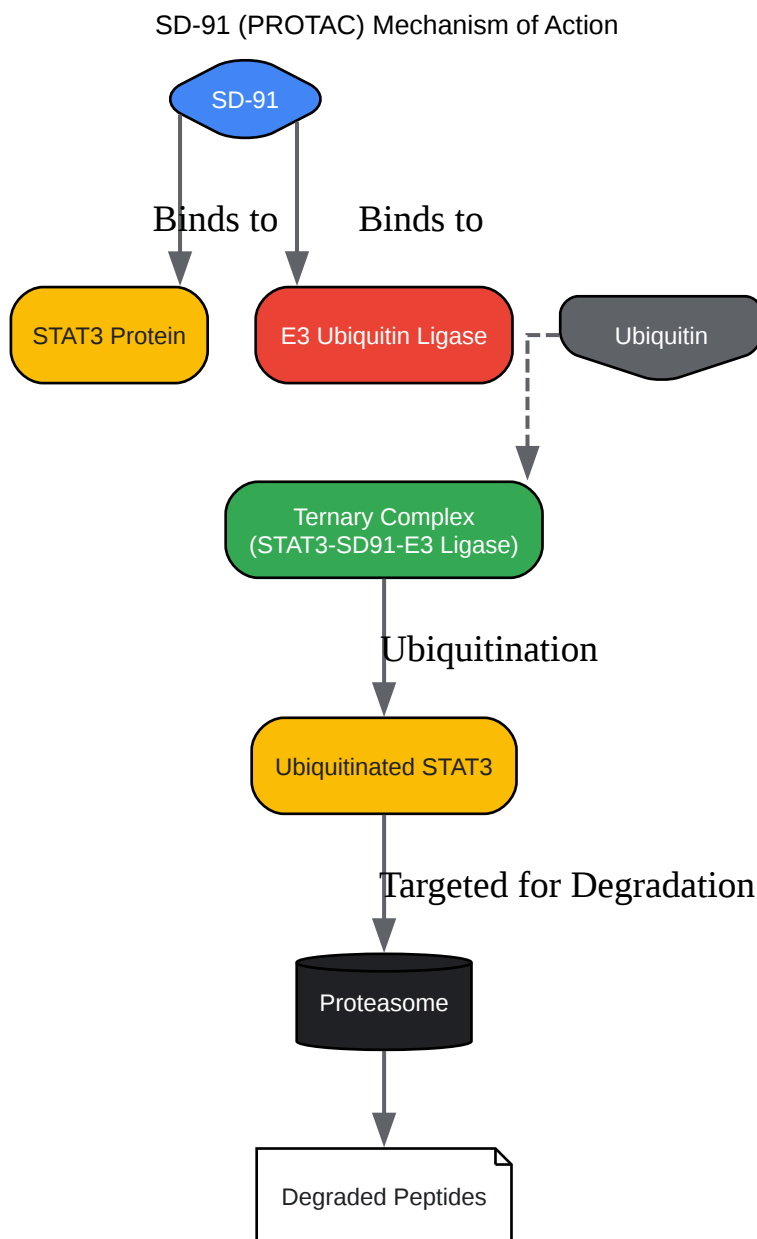 SD-91 (PROTAC) Mechanism of Action
SD-91
Binds to
Binds to
STAT3 Protein
E3 Ubiquitin Ligase
Ubiquitin
Ternary Complex
(STAT3-SD91-E3 Ligase)
Ubiquitination
Ubiquitinated STAT3
Targeted for Degradation
Proteasome
Degraded Peptides